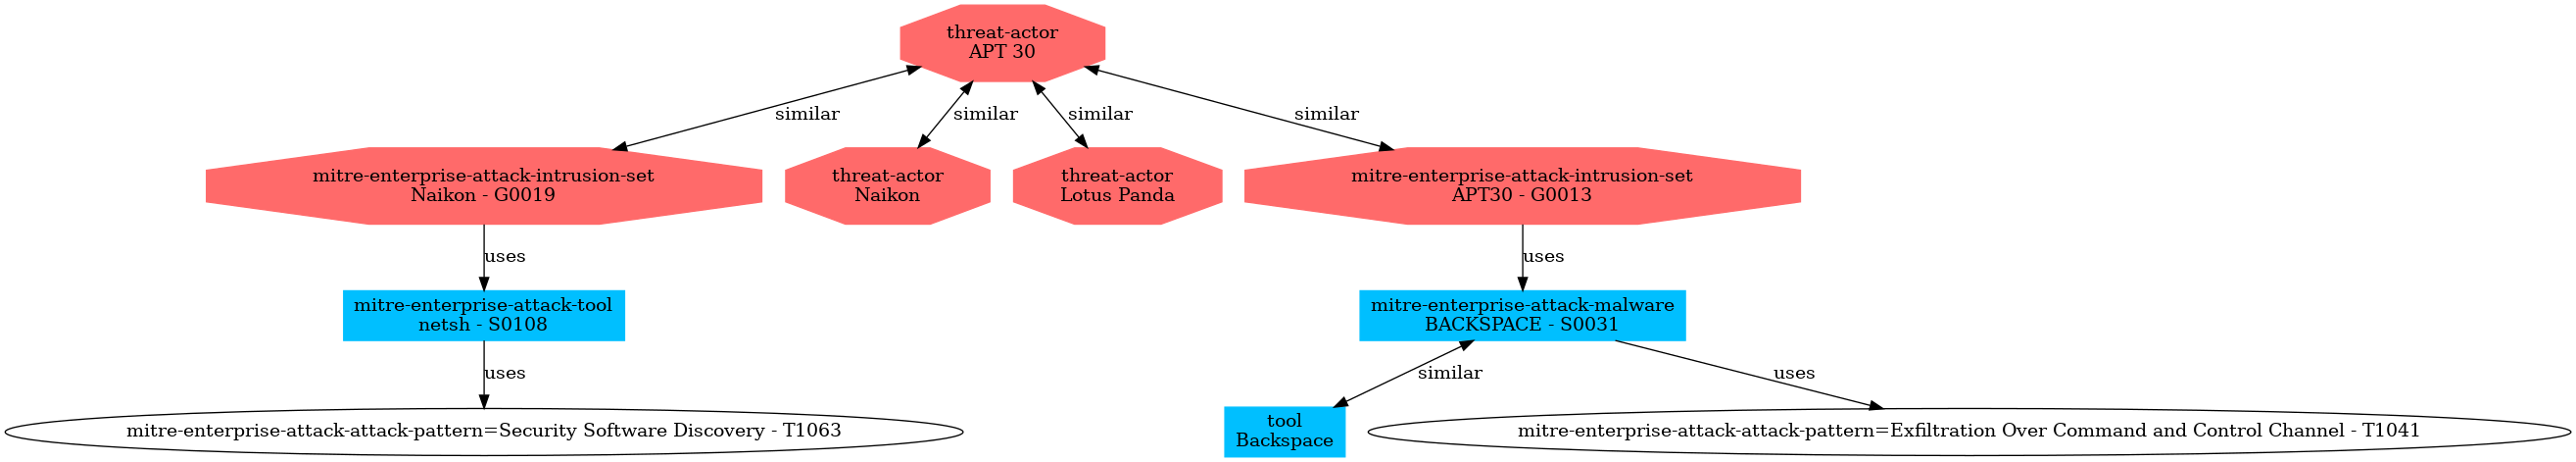 threat-actor
APT 30
similar
similar
similar
similar
mitre-enterprise-attack-intrusion-set
Naikon - G0019
threat-actor
Naikon
threat-actor
Lotus Panda
mitre-enterprise-attack-intrusion-set
APT30 - G0013
uses
uses
mitre-enterprise-attack-tool
netsh - S0108
mitre-enterprise-attack-malware
BACKSPACE - S0031
uses
similar
uses
mitre-enterprise-attack-attack-pattern=Security Software Discovery - T1063
tool
Backspace
mitre-enterprise-attack-attack-pattern=Exfiltration Over Command and Control Channel - T1041